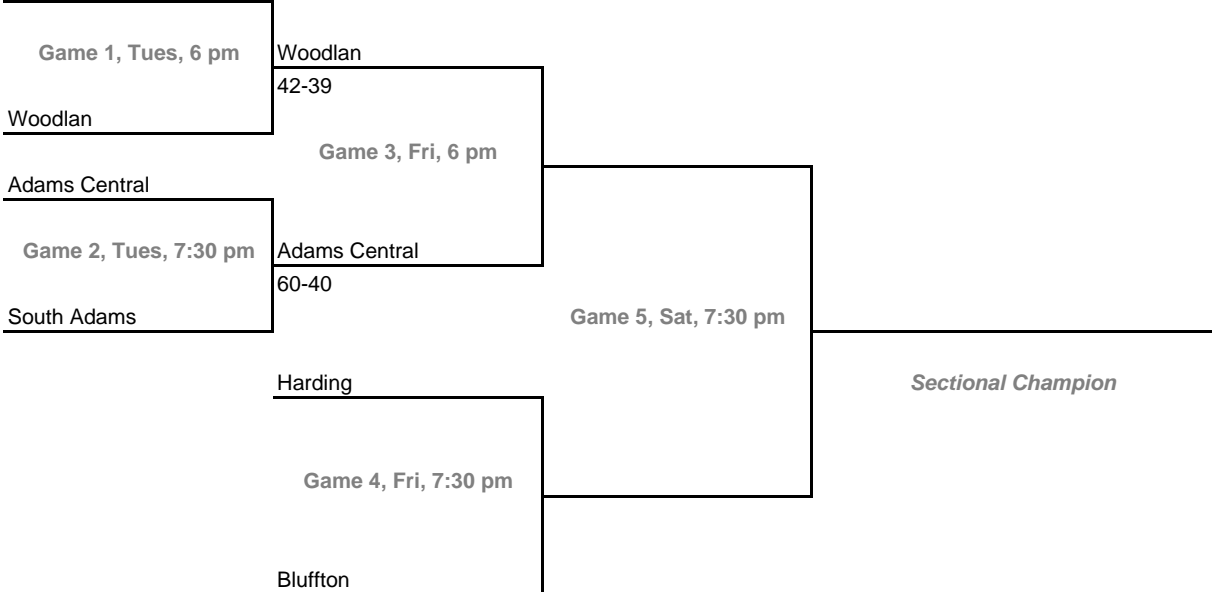 Game 1, Tues, 6 pm
Woodlan
42-39
Woodlan
Game 3, Fri, 6 pm
Adams Central
Game 2, Tues, 7:30 pm
Adams Central
60-40
South Adams
Game 5, Sat, 7:30 pm
Harding
Sectional Champion
Game 4, Fri, 7:30 pm
Bluffton